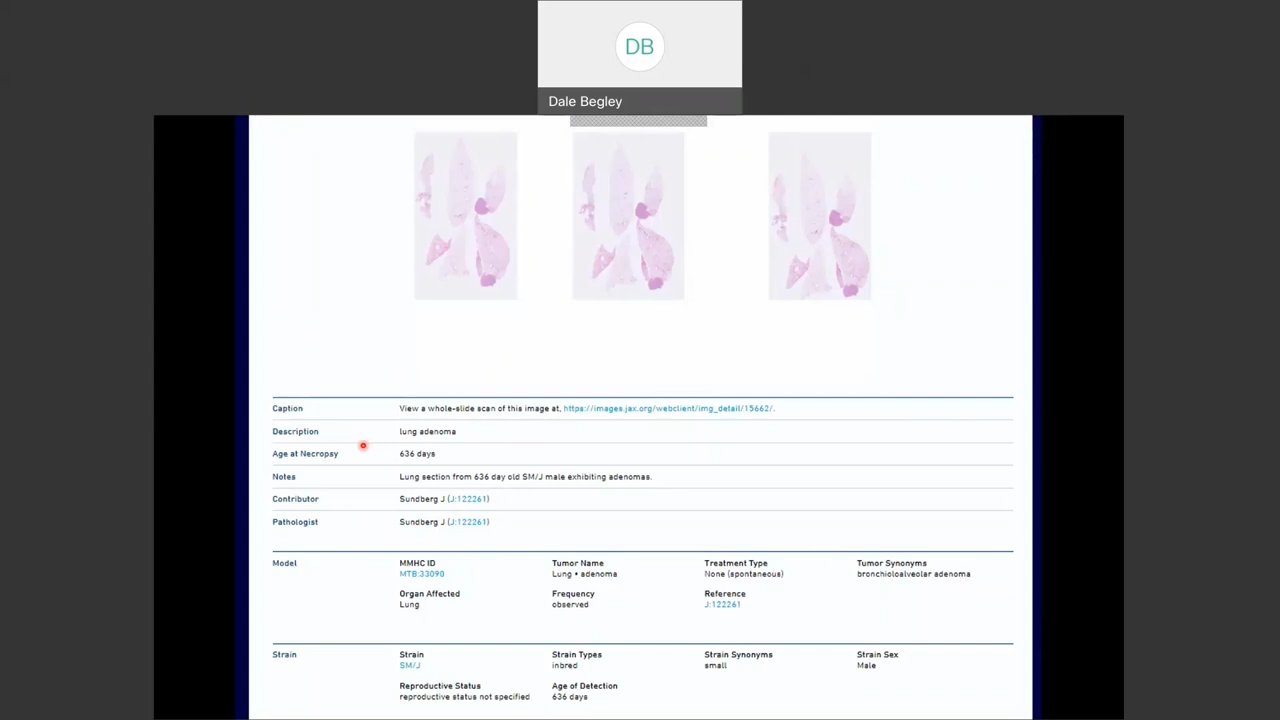 DB
Dale Begley
Caption View a whole-slide scan of this image at, https://images.jax.org/webclient/img_detail/15662/.
Description lung adenoma
Age at Necropsy 636 days
Notes Lung section from 636 day old SM/J male exhibiting adenomas.
Contributor Sundberg J (J:122261)
Pathologist Sundberg J (J:122261)
Model MMHC ID Tumor Name Treatment Type Tumor Synonyms
MTB:33090 Lung • adenoma None (spontaneous) bronchioloalveolar adenoma
Organ Affected Frequency Reference
Lung observed J:122261
Strain Strain Strain Types Strain Synonyms Strain Sex
SM/J inbred small Male
Reproductive Status Age of Detection
reproductive status not specified 636 days